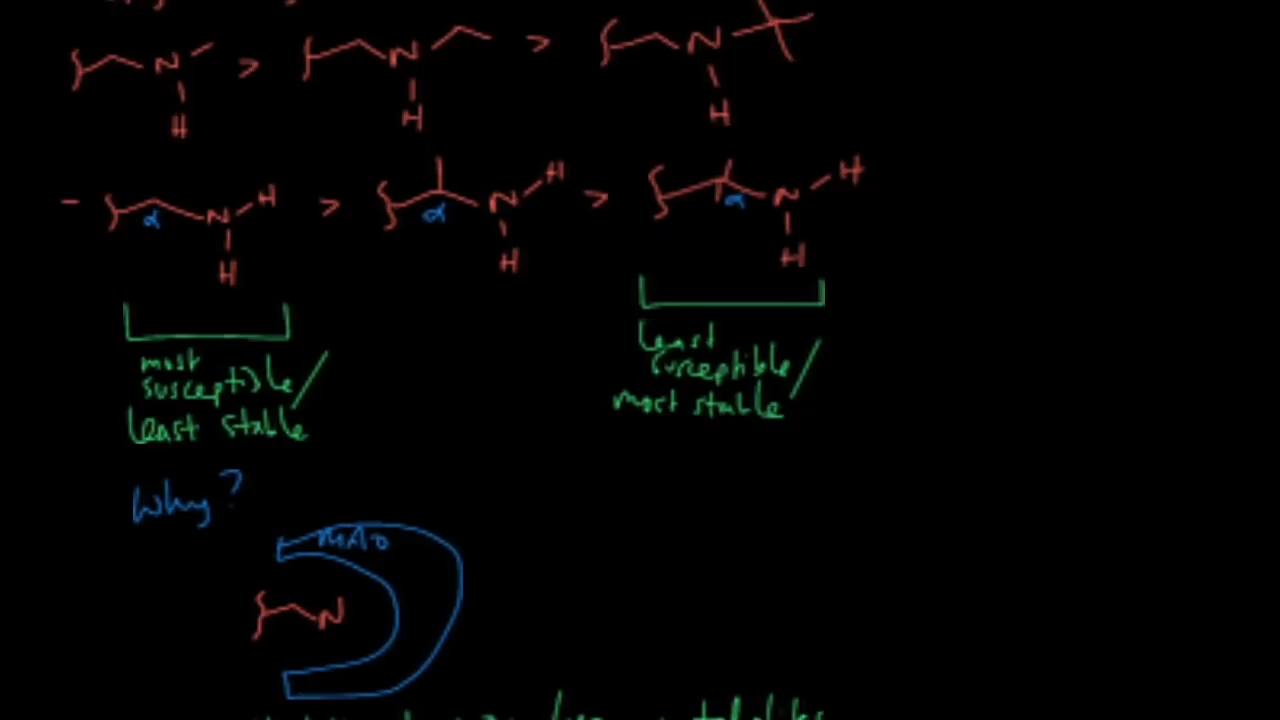 N > N > N
H H H
- α N H > α N H > α N H
H H H
most
susceptible/
least stable
least
susceptible/
most stable
Why?
MAO
N